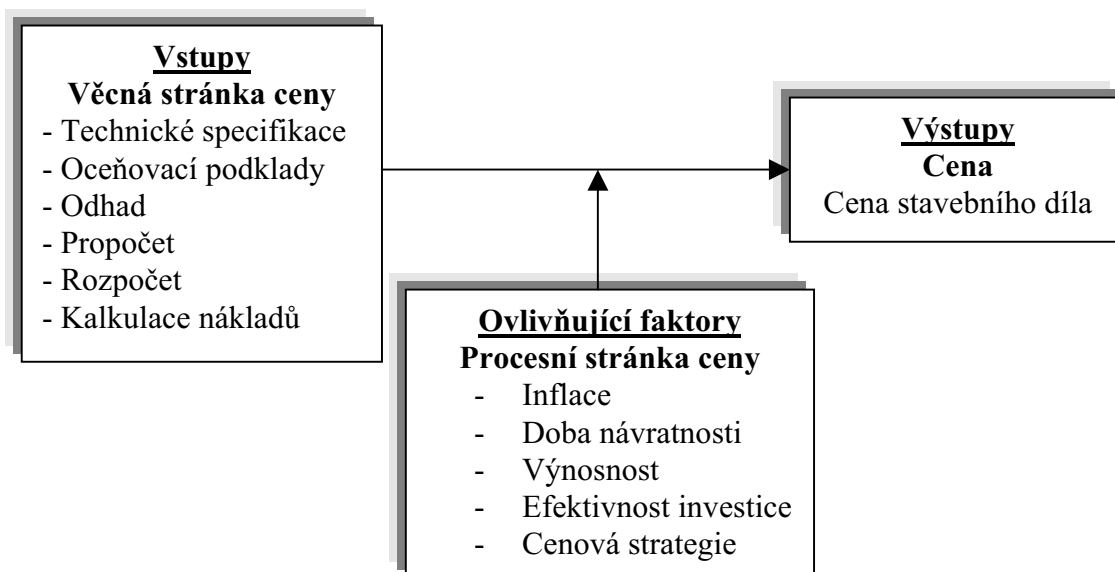 Vstupy
Věcná stránka ceny
- Technické specifikace
- Oceňovací podklady
- Odhad
- Propočet
- Rozpočet
- Kalkulace nákladů
Výstupy
Cena
Cena stavebního díla
Ovlivňující faktory
Procesní stránka ceny
- Inflace
- Doba návratnosti
- Výnosnost
- Efektivnost investice
- Cenová strategie